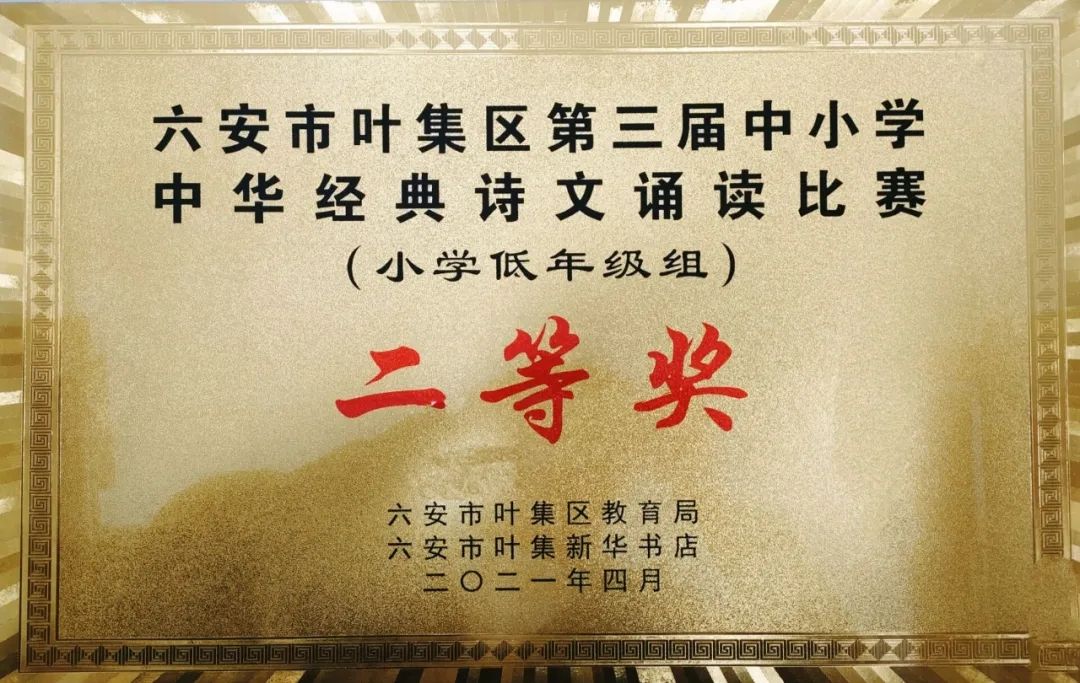 六安市叶集区第三届中小学
中华经典诗文诵读比赛
（小学低年级组）
二等奖
六安市叶集区教育局
六安市叶集新华书店
二〇二一年四月